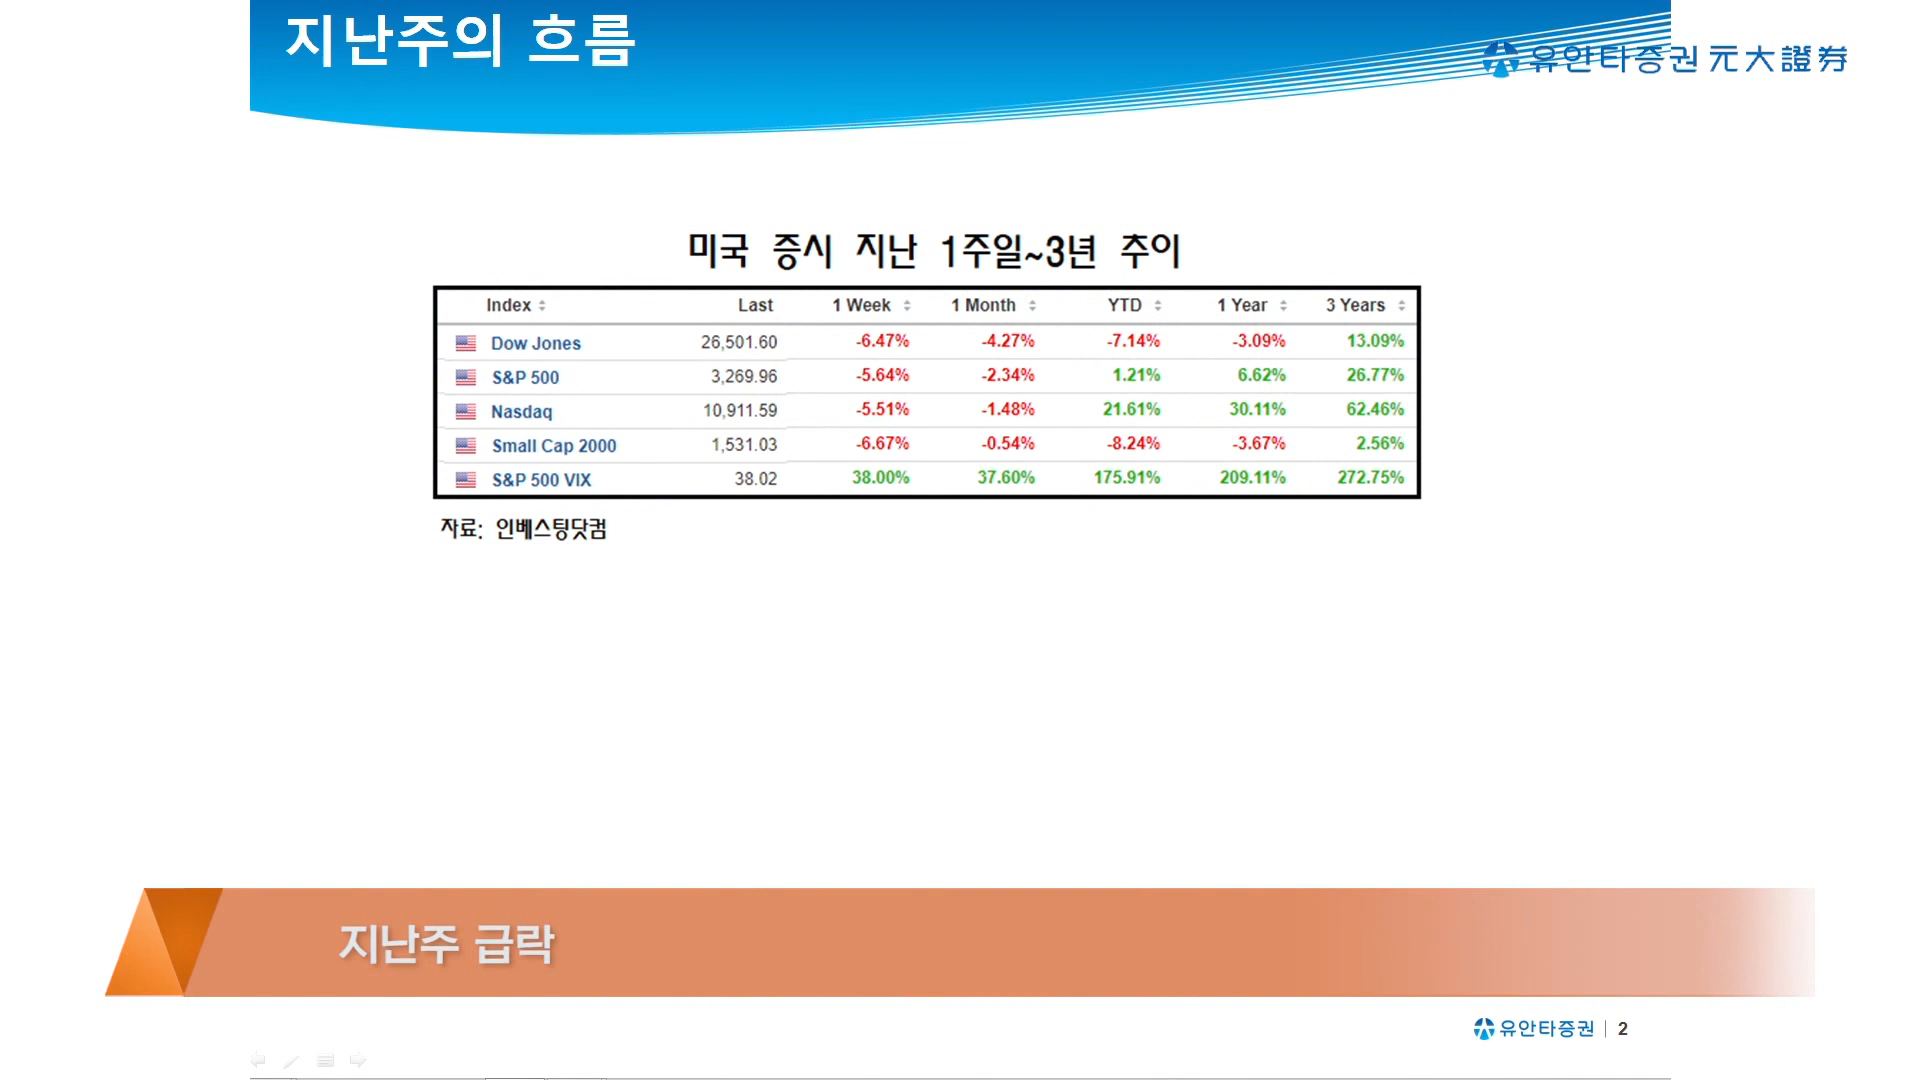 지난주의 흐름
유안타증권 元大證券
미국 증시 지난 1주일~3년 추이
Index Last 1 Week 1 Month YTD 1 Year 3 Years
Dow Jones 26,501.60 -6.47% -4.27% -7.14% -3.09% 13.09%
S&P 500 3,269.96 -5.64% -2.34% 1.21% 6.62% 26.77%
Nasdaq 10,911.59 -5.51% -1.48% 21.61% 30.11% 62.46%
Small Cap 2000 1,531.03 -6.67% -0.54% -8.24% -3.67% 2.56%
S&P 500 VIX 38.02 38.00% 37.60% 175.91% 209.11% 272.75%
자료: 인베스팅닷컴
지난주 급락
유안타증권 | 2